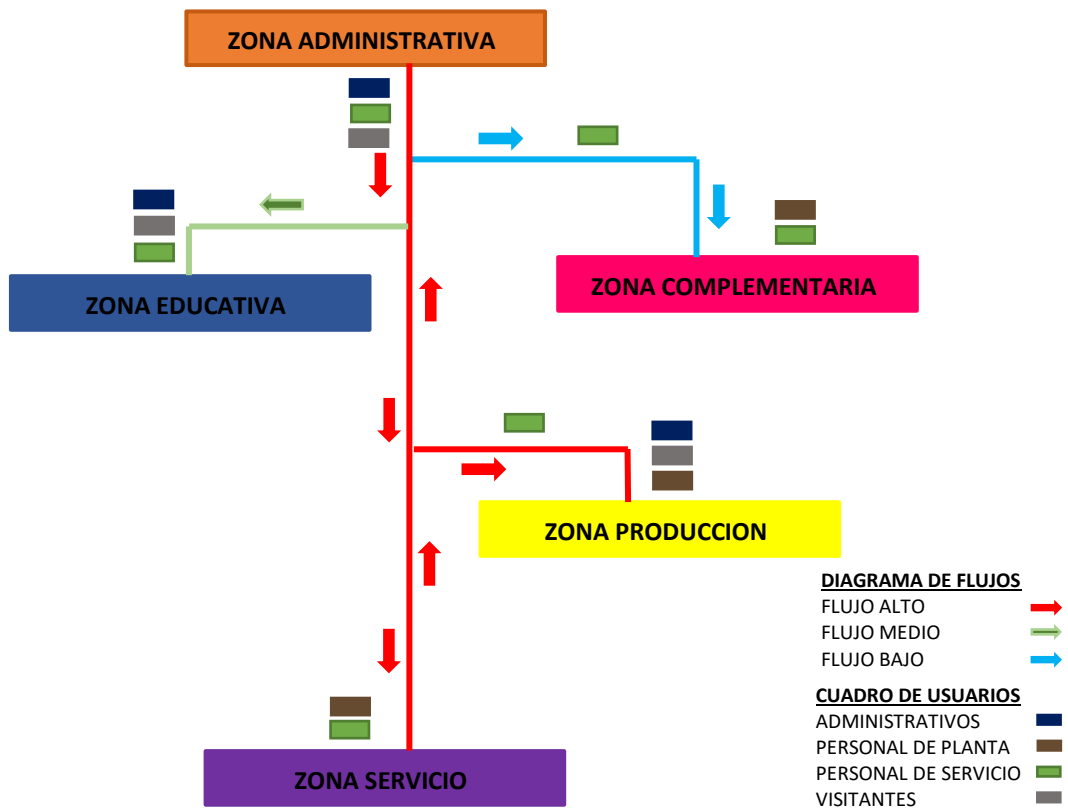 ZONA ADMINISTRATIVA
ZONA EDUCATIVA
ZONA COMPLEMENTARIA
ZONA PRODUCCION
ZONA SERVICIO
DIAGRAMA DE FLUJOS
FLUJO ALTO
FLUJO MEDIO
FLUJO BAJO
CUADRO DE USUARIOS
ADMINISTRATIVOS
PERSONAL DE PLANTA
PERSONAL DE SERVICIO
VISITANTES